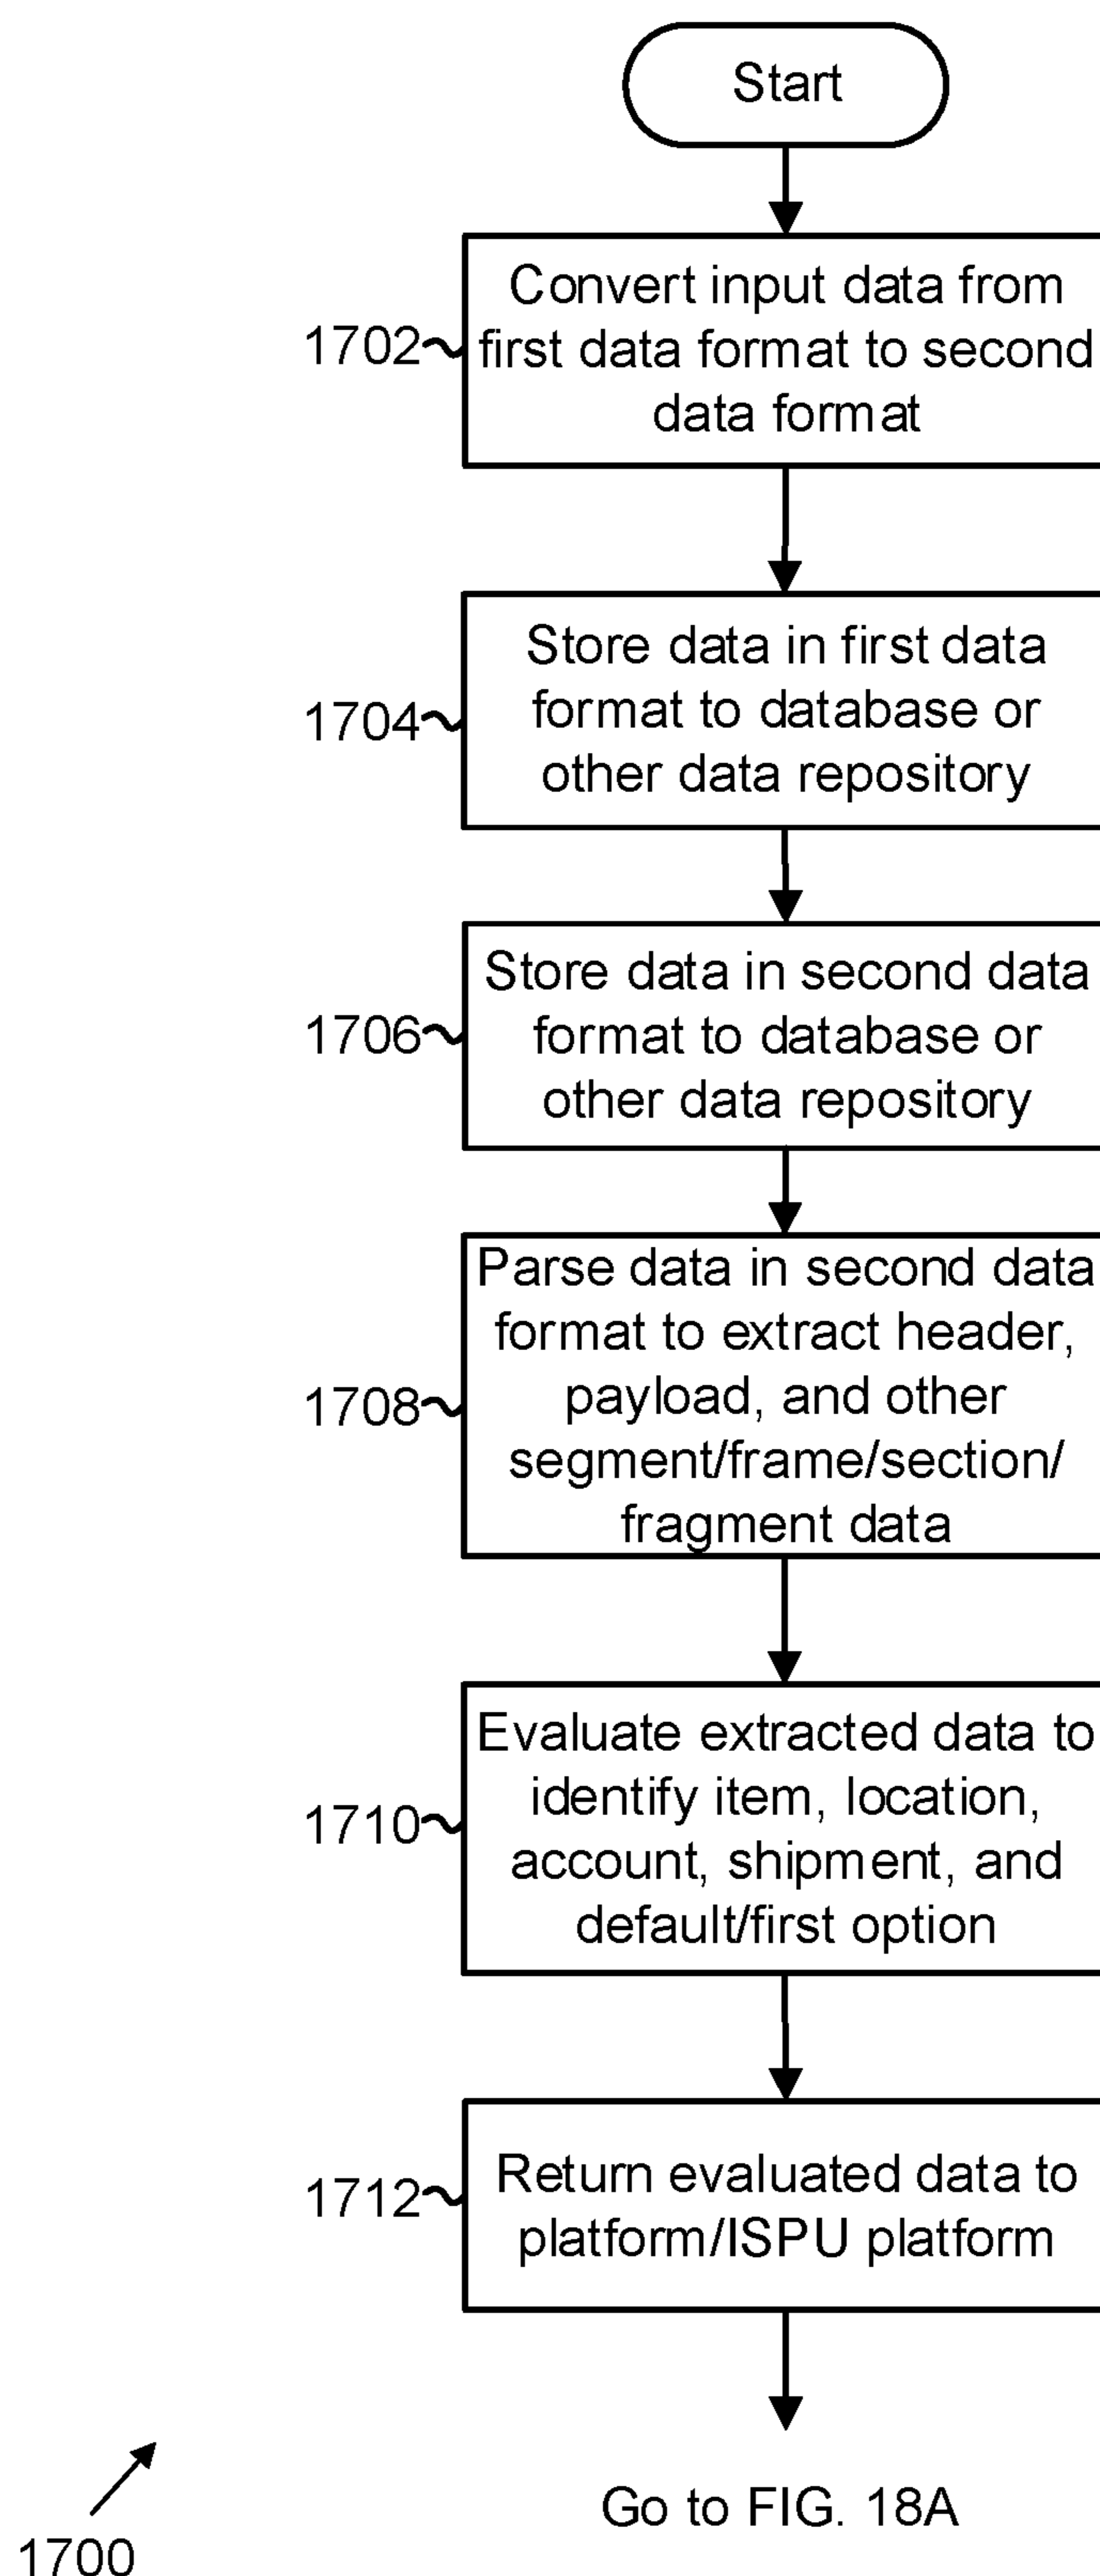 Start
Convert input data from
1702
first data format to second
data format
Store data in first data
1704
format to database or
other data repository
Store data in second data
1706
format to database or
other data repository
Parse data in second data
format to extract header,
1708
payload, and other
segment/frame/section/
fragment data
Evaluate extracted data to
identify item, location,
1710
account, shipment, and
default/first option
1712
Return evaluated data to
platform/ISPU platform
Go to FIG. 18A
1700